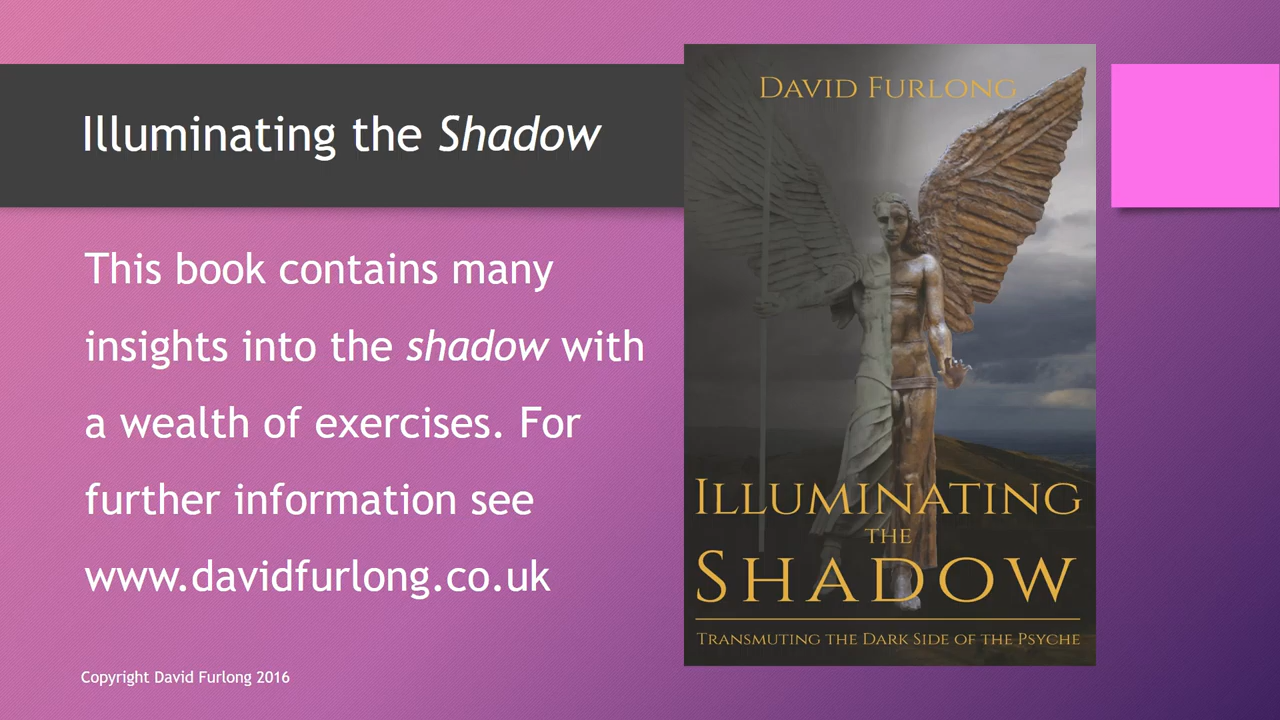 Illuminating the Shadow
This book contains many
insights into the shadow with
a wealth of exercises. For
further information see
www.davidfurlong.co.uk
Copyright David Furlong 2016
David Furlong
Illuminating
the
Shadow
Transmuting the Dark Side of the Psyche